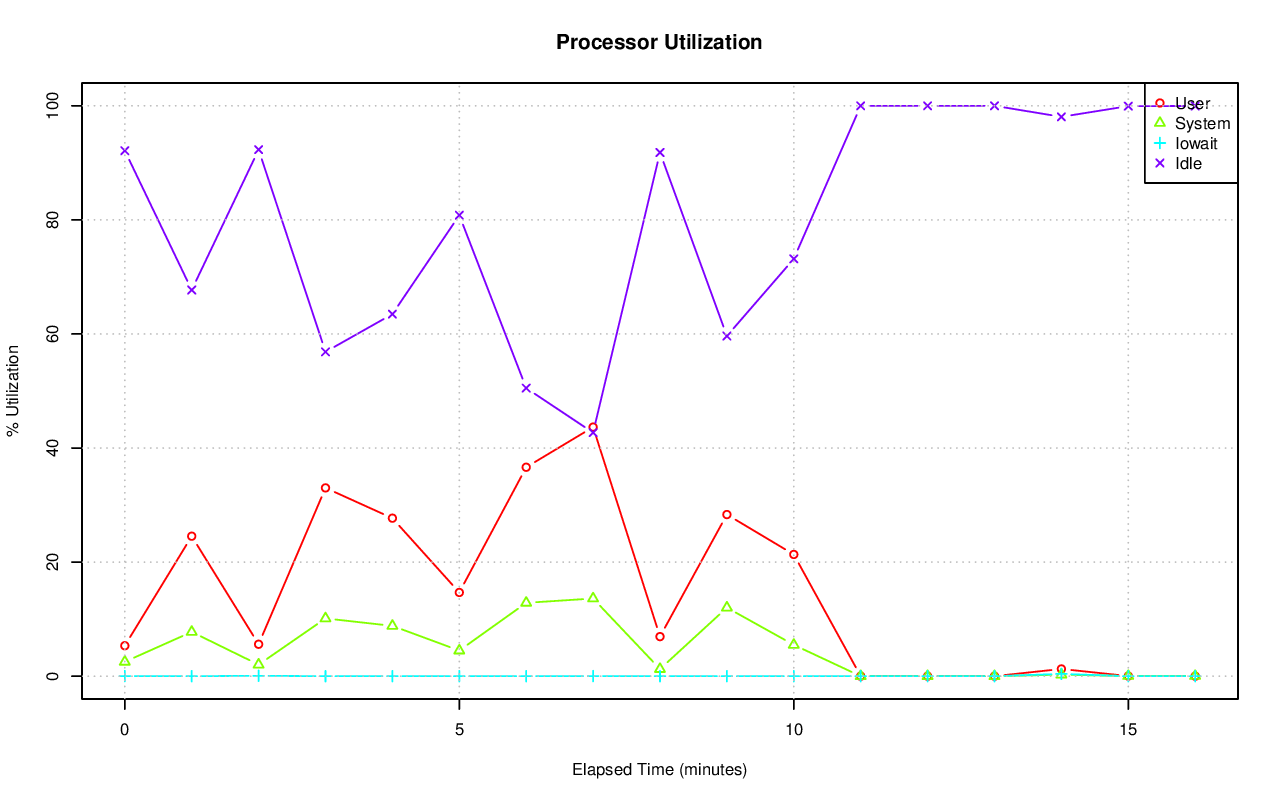 Processor Utilization
100
80
60
40
20
0
% Utilization
User
System
Iowait
Idle
0 5 10 15
Elapsed Time (minutes)